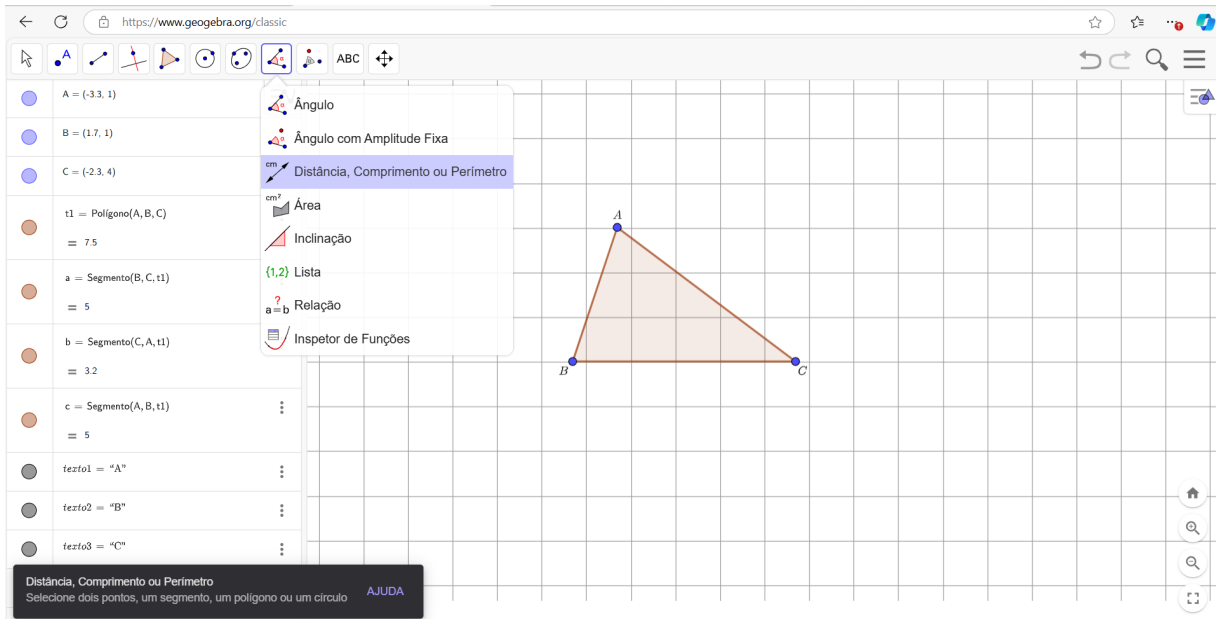 https://www.geogebra.org/classic
A
ABC
A = (-3.3, 1)
B = (1.7, 1)
C = (-2.3, 4)
t1 = Polígono(A, B, C)
= 7.5
a = Segmento(B, C, t1)
= 5
b = Segmento(C, A, t1)
= 3.2
c = Segmento(A, B, t1)
= 5
texto1 = “A”
texto2 = “B”
texto3 = “C”
Ângulo
Ângulo com Amplitude Fixa
cm Distância, Comprimento ou Perímetro
cm² Área
Inclinação
{1,2} Lista
? a=b Relação
Inspetor de Funções
A
B
C
Distância, Comprimento ou Perímetro
Selecione dois pontos, um segmento, um polígono ou um círculo
AJUDA